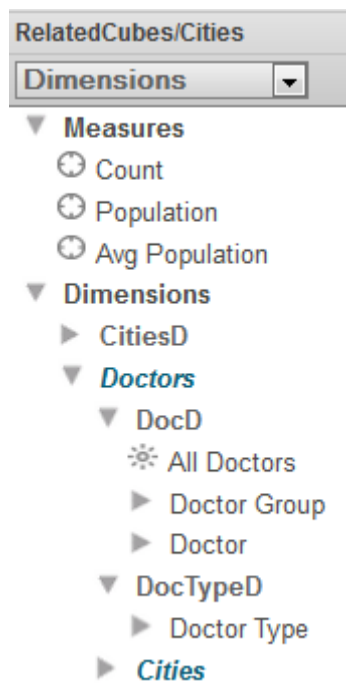 RelatedCubes/Cities
Dimensions
Measures
Count
Population
Avg Population
Dimensions
CitiesD
Doctors
DocD
All Doctors
Doctor Group
Doctor
DocTypeD
Doctor Type
Cities